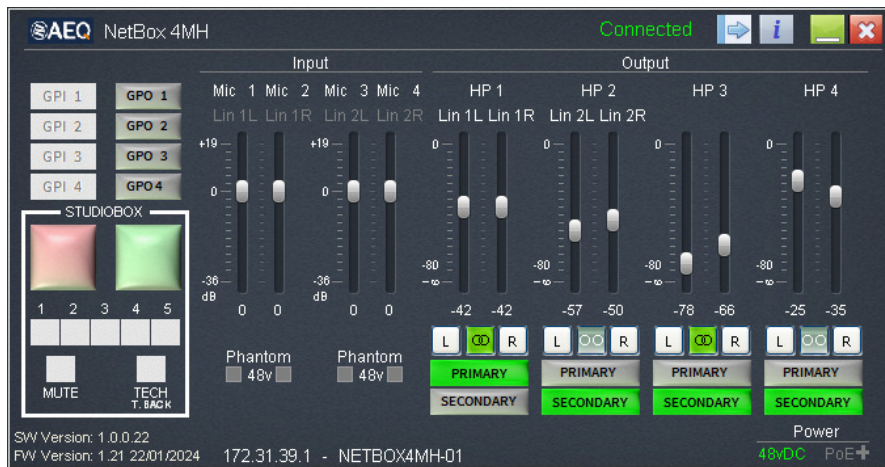 AEQ NetBox 4MH Connected i
Input Output
Mic 1 Mic 2 Mic 3 Mic 4 HP 1 HP 2 HP 3 HP 4
Lin 1L Lin 1R Lin 2L Lin 2R Lin 1L Lin 1R Lin 2L Lin 2R
GPI 1 GPO 1
GPI 2 GPO 2
GPI 3 GPO 3
GPI 4 GPO 4
+19 +19 0 0 0 0
0 0
-80 -80 -80 -80
-36 -36 -∞ -∞ -∞ -∞
dB dB
0 0 0 0 -42 -42 -57 -50 -78 -66 -25 -35
STUDIOBOX
1 2 3 4 5
MUTE TECH
T. BACK
Phantom Phantom
48v 48v
L R L R L R L R
PRIMARY PRIMARY PRIMARY PRIMARY
SECONDARY SECONDARY SECONDARY SECONDARY
SW Version: 1.0.0.22
FW Version: 1.21 22/01/2024 172.31.39.1 - NETBOX4MH-01
Power
48vDC PoE+